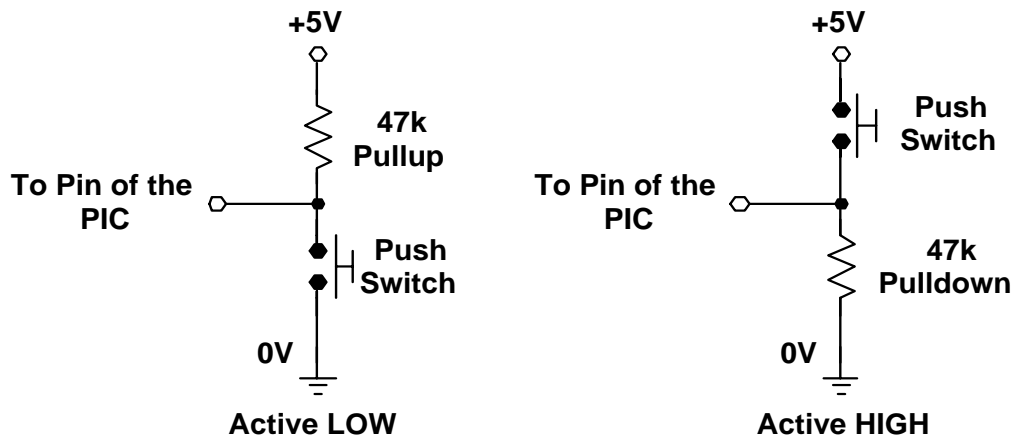 +5V
47k
Pullup
To Pin of the
PIC
Push
Switch
0V
Active LOW
+5V
Push
Switch
To Pin of the
PIC
47k
Pulldown
0V
Active HIGH